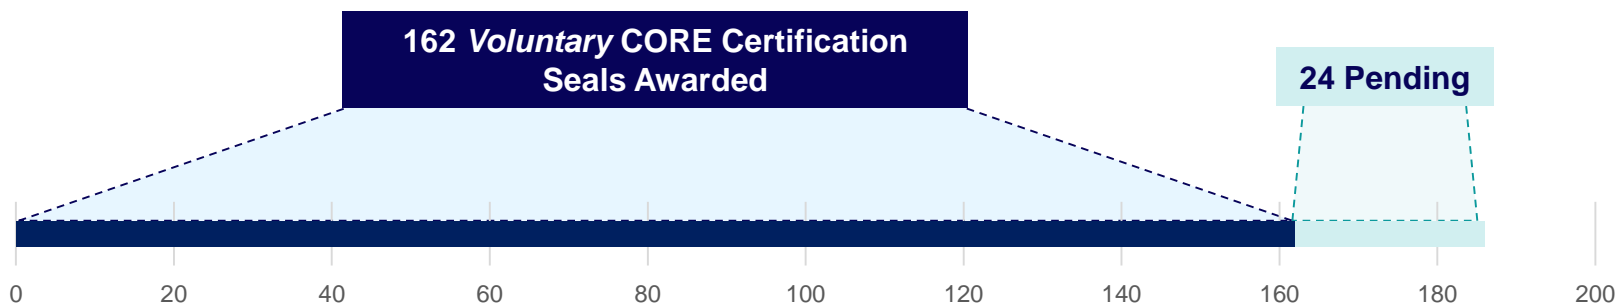 162 Voluntary CORE Certification
Seals Awarded
24 Pending
0 20 40 60 80 100 120 140 160 180 200